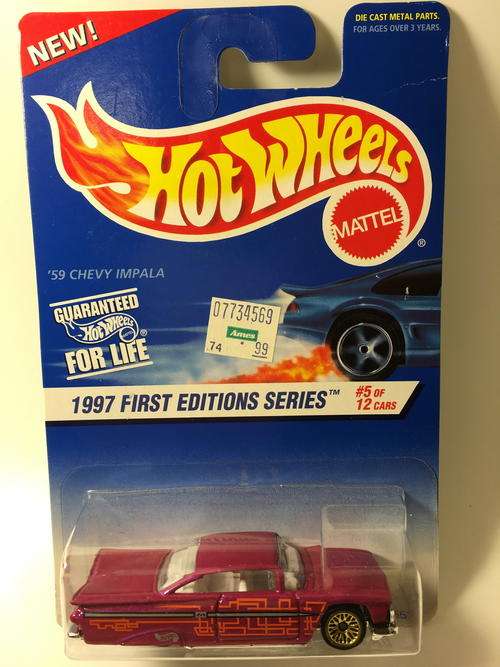 NEW!
DIE CAST METAL PARTS.
FOR AGES OVER 3 YEARS.
HOT WHEELS
MATTEL
®
'59 CHEVY IMPALA
GUARANTEED
Hot Wheels ®
FOR LIFE
07734569
Ames
74 .99
1997 FIRST EDITIONS SERIES™
#5 OF
12 CARS